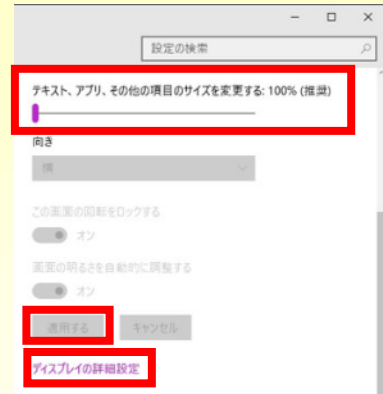 設定の検索
テキスト、アプリ、その他の項目のサイズを変更する: 100% (推奨)
向き
横
この画面の回転をロックする
オン
画面の明るさを自動的に調整する
オン
適用する
キャンセル
ディスプレイの詳細設定